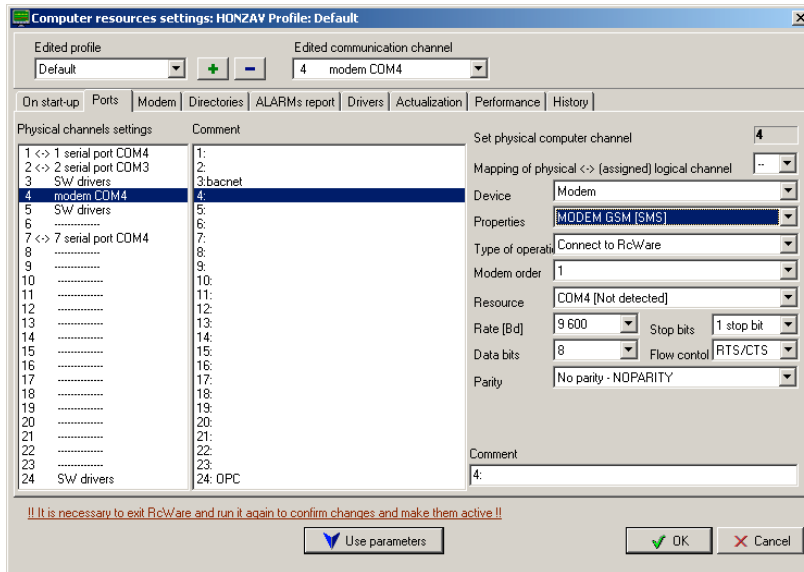 Computer resources settings: HONZAV Profile: Default
Edited profile
Edited communication channel
Default
4 modem COM4
On start-up Ports Modem Directories ALARMs report Drivers Actualization Performance History
Physical channels settings
Comment
1 <-> 1 serial port COM4
2 <-> 2 serial port COM3
3 SW drivers
4 modem COM4
5 SW drivers
6 -------------
7 <-> 7 serial port COM4
8 -------------
9 -------------
10 -------------
11 -------------
12 -------------
13 -------------
14 -------------
15 -------------
16 -------------
17 -------------
18 -------------
19 -------------
20 -------------
21 -------------
22 -------------
23 -------------
24 SW drivers
1:
2:
3:bacnet
4:
5:
6:
7:
8:
9:
10:
11:
12:
13:
14:
15:
16:
17:
18:
19:
20:
21:
22:
23:
24: OPC
Set physical computer channel 4
Mapping of physical <-> (assigned) logical channel --
Device Modem
Properties MODEM GSM [SMS]
Type of operati Connect to RcWare
Modem order 1
Resource COM4 [Not detected]
Rate [Bd] 9 600 Stop bits 1 stop bit
Data bits 8 Flow contol RTS/CTS
Parity No parity - NOPARITY
Comment
4:
!! It is necessary to exit RcWare and run it again to confirm changes and make them active !!
Use parameters
OK
Cancel